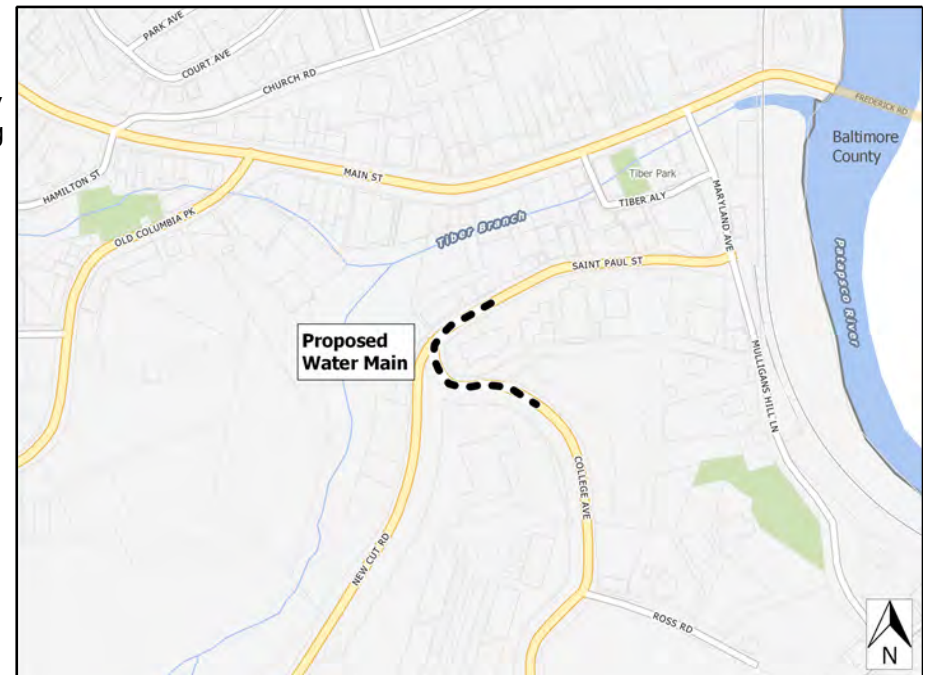 PARK AVE
COURT AVE
CHURCH RD
FREDERICK RD
Baltimore
County
HAMILTON ST
MAIN ST
Tiber Park
TIBER ALY
MARYLAND AVE
OLD COLUMBIA PK
Tiber Branch
SAINT PAUL ST
Patapsco River
Proposed
Water Main
MULLIGANS HILL LN
COLLEGE AVE
NEW CUT RD
ROSS RD
N